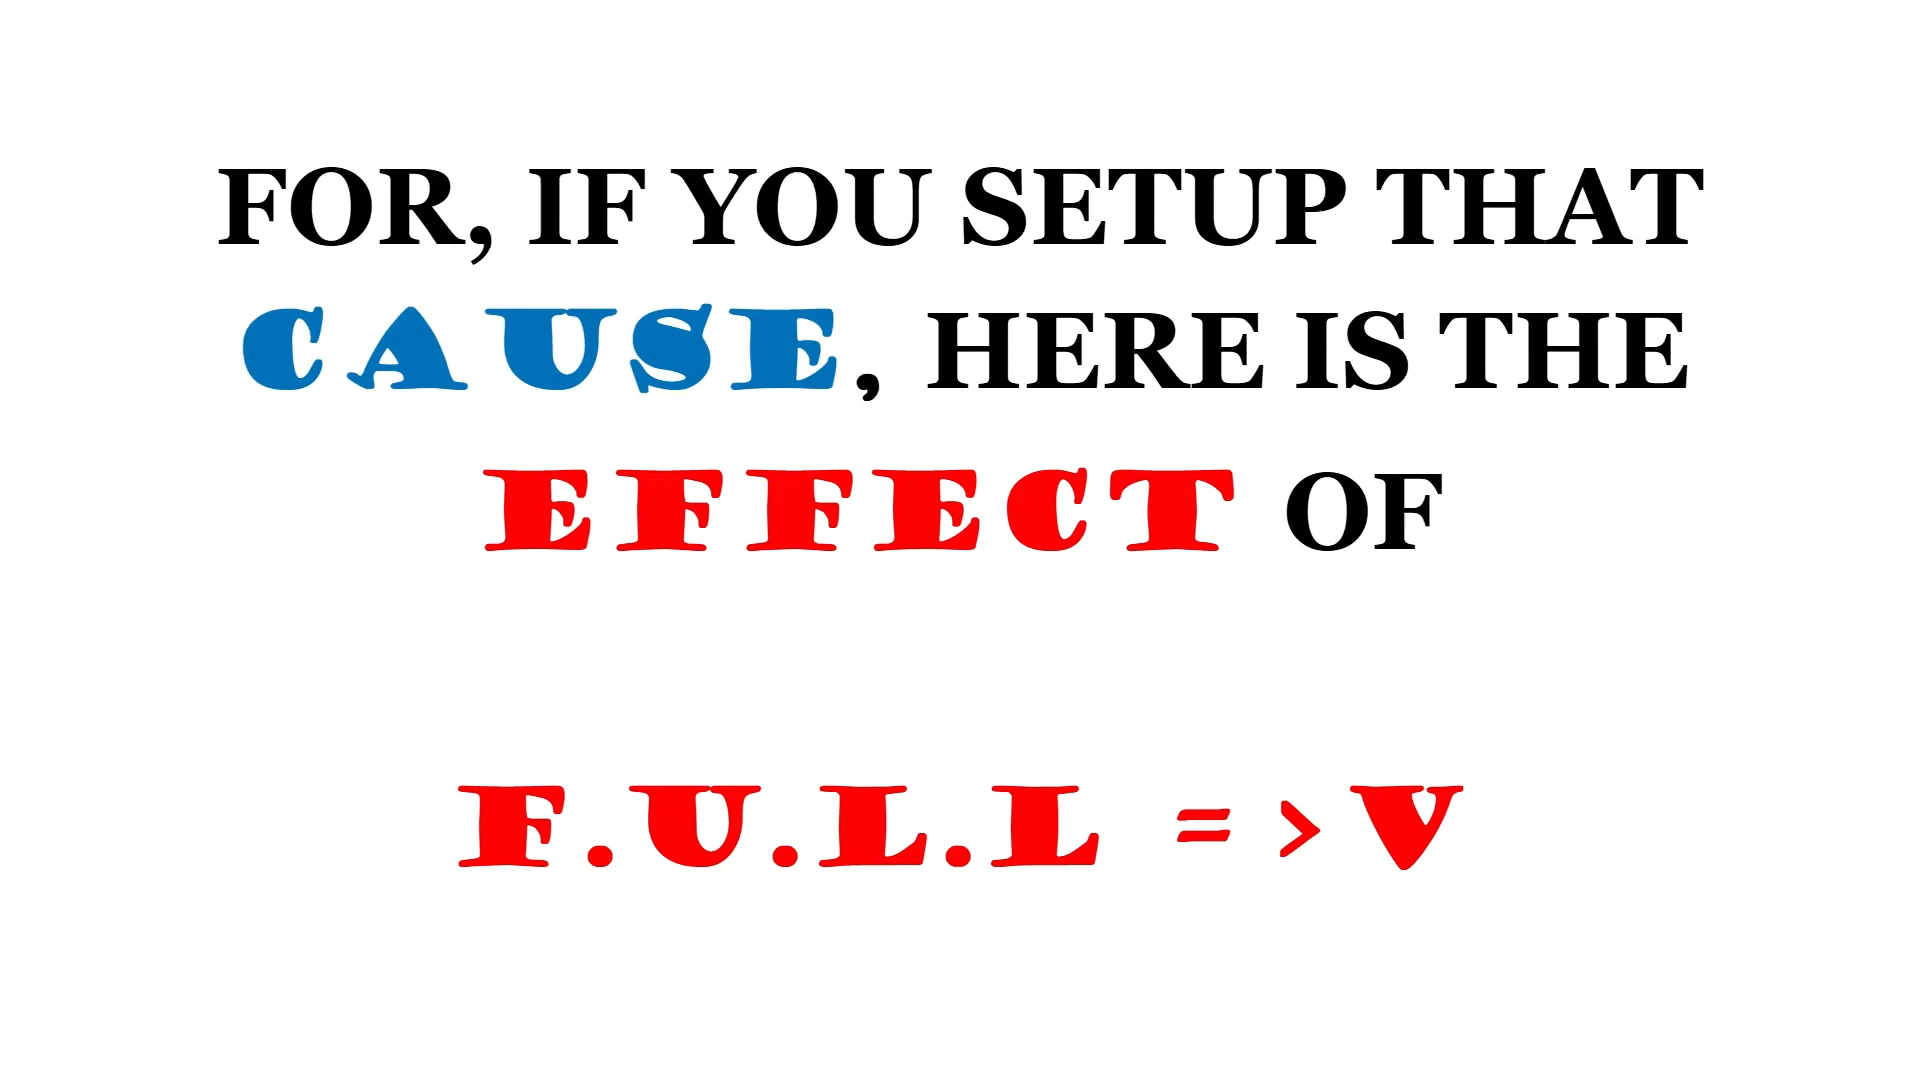 FOR, IF YOU SETUP THAT
CAUSE, HERE IS THE
EFFECT OF
F.U.L.L =>V